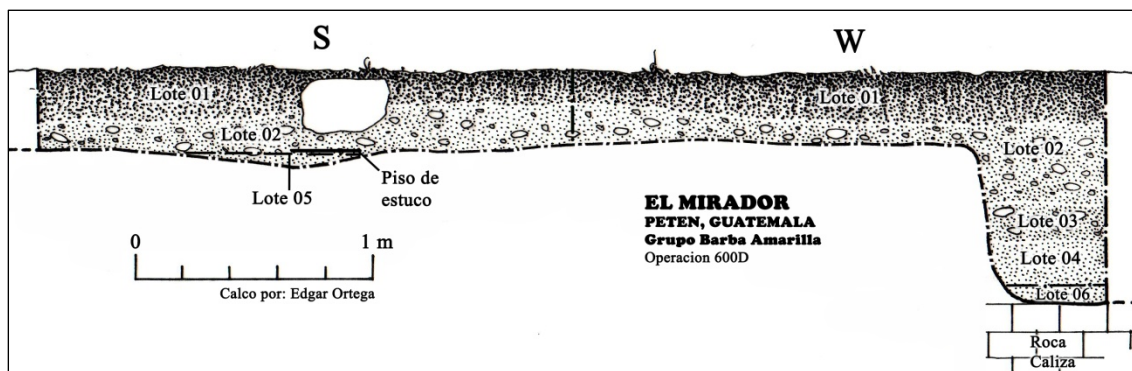 S
W
Lote 01
Lote 01
Lote 02
Lote 02
Lote 05
Piso de
estuco
Lote 03
Lote 04
Lote 06
EL MIRADOR
PETEN, GUATEMALA
Grupo Barba Amarilla
Operacion 600D
0
1 m
Calco por: Edgar Ortega
Roca
Caliza